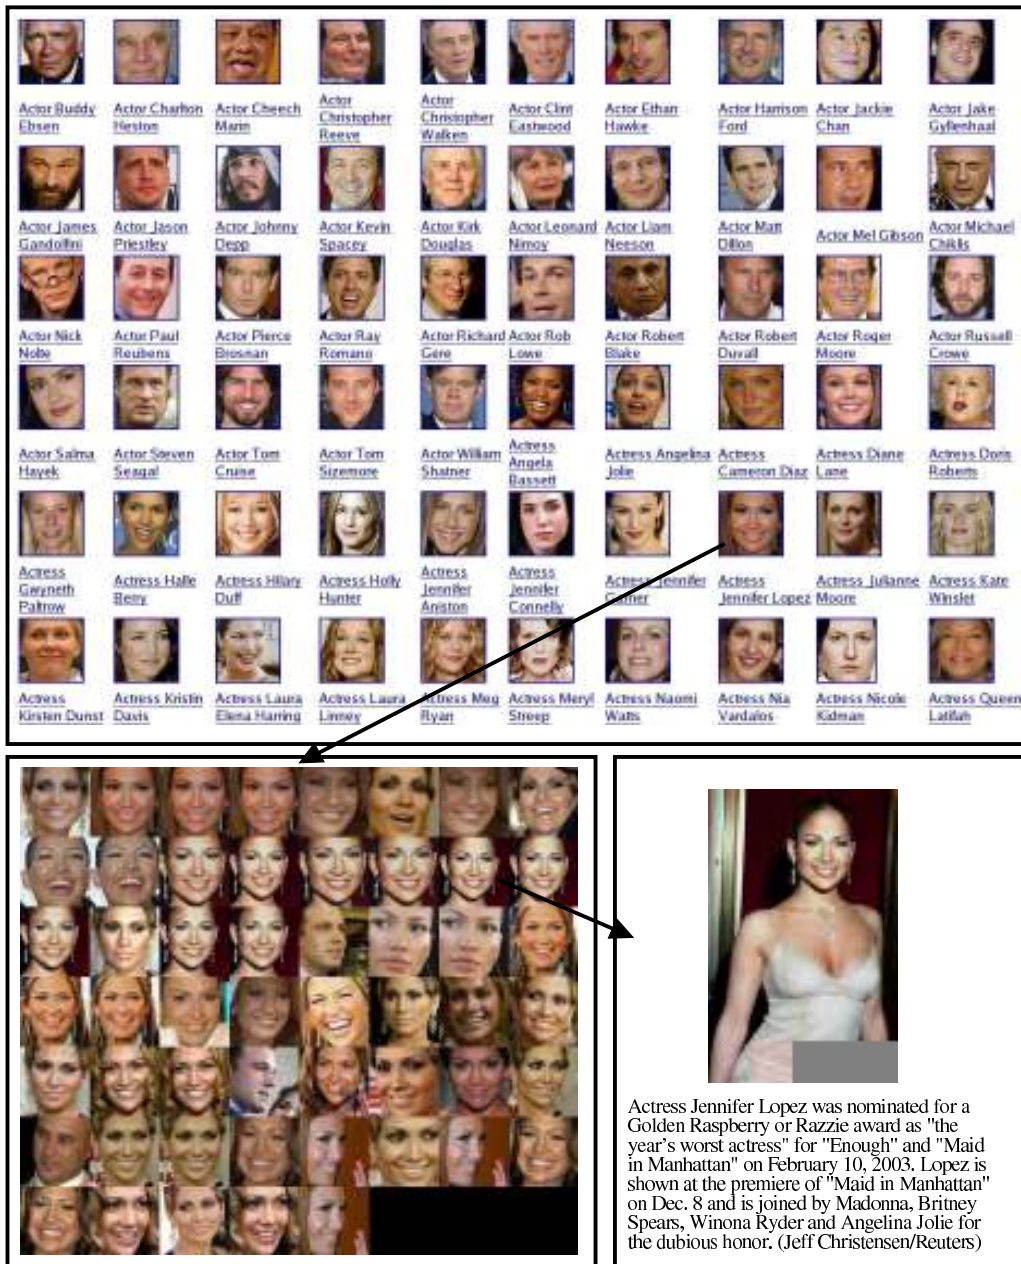 Actor Buddy Ebsen
Actor Charlton Heston
Actor Cheech Marin
Actor Christopher Reeve
Actor Christopher Walken
Actor Clint Eastwood
Actor Ethan Hawke
Actor Harrison Ford
Actor Jackie Chan
Actor Jake Gyllenhaal
Actor James Gandolfini
Actor Jason Priestley
Actor Johnny Depp
Actor Kevin Spacey
Actor Kirk Douglas
Actor Leonard Nimoy
Actor Liam Neeson
Actor Matt Dillon
Actor Mel Gibson
Actor Michael Chiklis
Actor Nick Nolte
Actor Paul Reubens
Actor Pierce Brosnan
Actor Ray Romano
Actor Richard Gere
Actor Rob Lowe
Actor Robert Blake
Actor Robert Duvall
Actor Roger Moore
Actor Russell Crowe
Actor Salma Hayek
Actor Steven Seagal
Actor Tom Cruise
Actor Tom Sizemore
Actor William Shatner
Actress Angela Bassett
Actress Angelina Jolie
Actress Cameron Diaz
Actress Diane Lane
Actress Doris Roberts
Actress Gwyneth Paltrow
Actress Halle Berry
Actress Hilary Duff
Actress Holly Hunter
Actress Jennifer Aniston
Actress Jennifer Connelly
Actress Jennifer Garner
Actress Jennifer Lopez
Actress Julianne Moore
Actress Kate Winslet
Actress Kirsten Dunst
Actress Kristin Davis
Actress Laura Elena Harring
Actress Laura Linney
Actress Meg Ryan
Actress Meryl Streep
Actress Naomi Watts
Actress Nia Vardalos
Actress Nicole Kidman
Actress Queen Latifah
Actress Jennifer Lopez was nominated for a
Golden Raspberry or Razzie award as "the
year's worst actress" for "Enough" and "Maid
in Manhattan" on February 10, 2003. Lopez is
shown at the premiere of "Maid in Manhattan"
on Dec. 8 and is joined by Madonna, Britney
Spears, Winona Ryder and Angelina Jolie for
the dubious honor. (Jeff Christensen/Reuters)